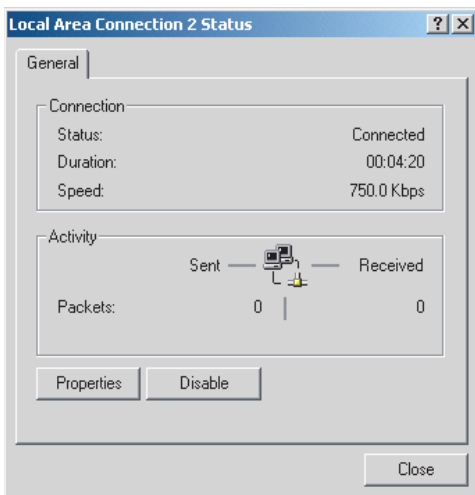 Local Area Connection 2 Status
General
Connection
Status: Connected
Duration: 00:04:20
Speed: 750.0 Kbps
Activity
Sent Received
Packets: 0 0
Properties Disable
Close